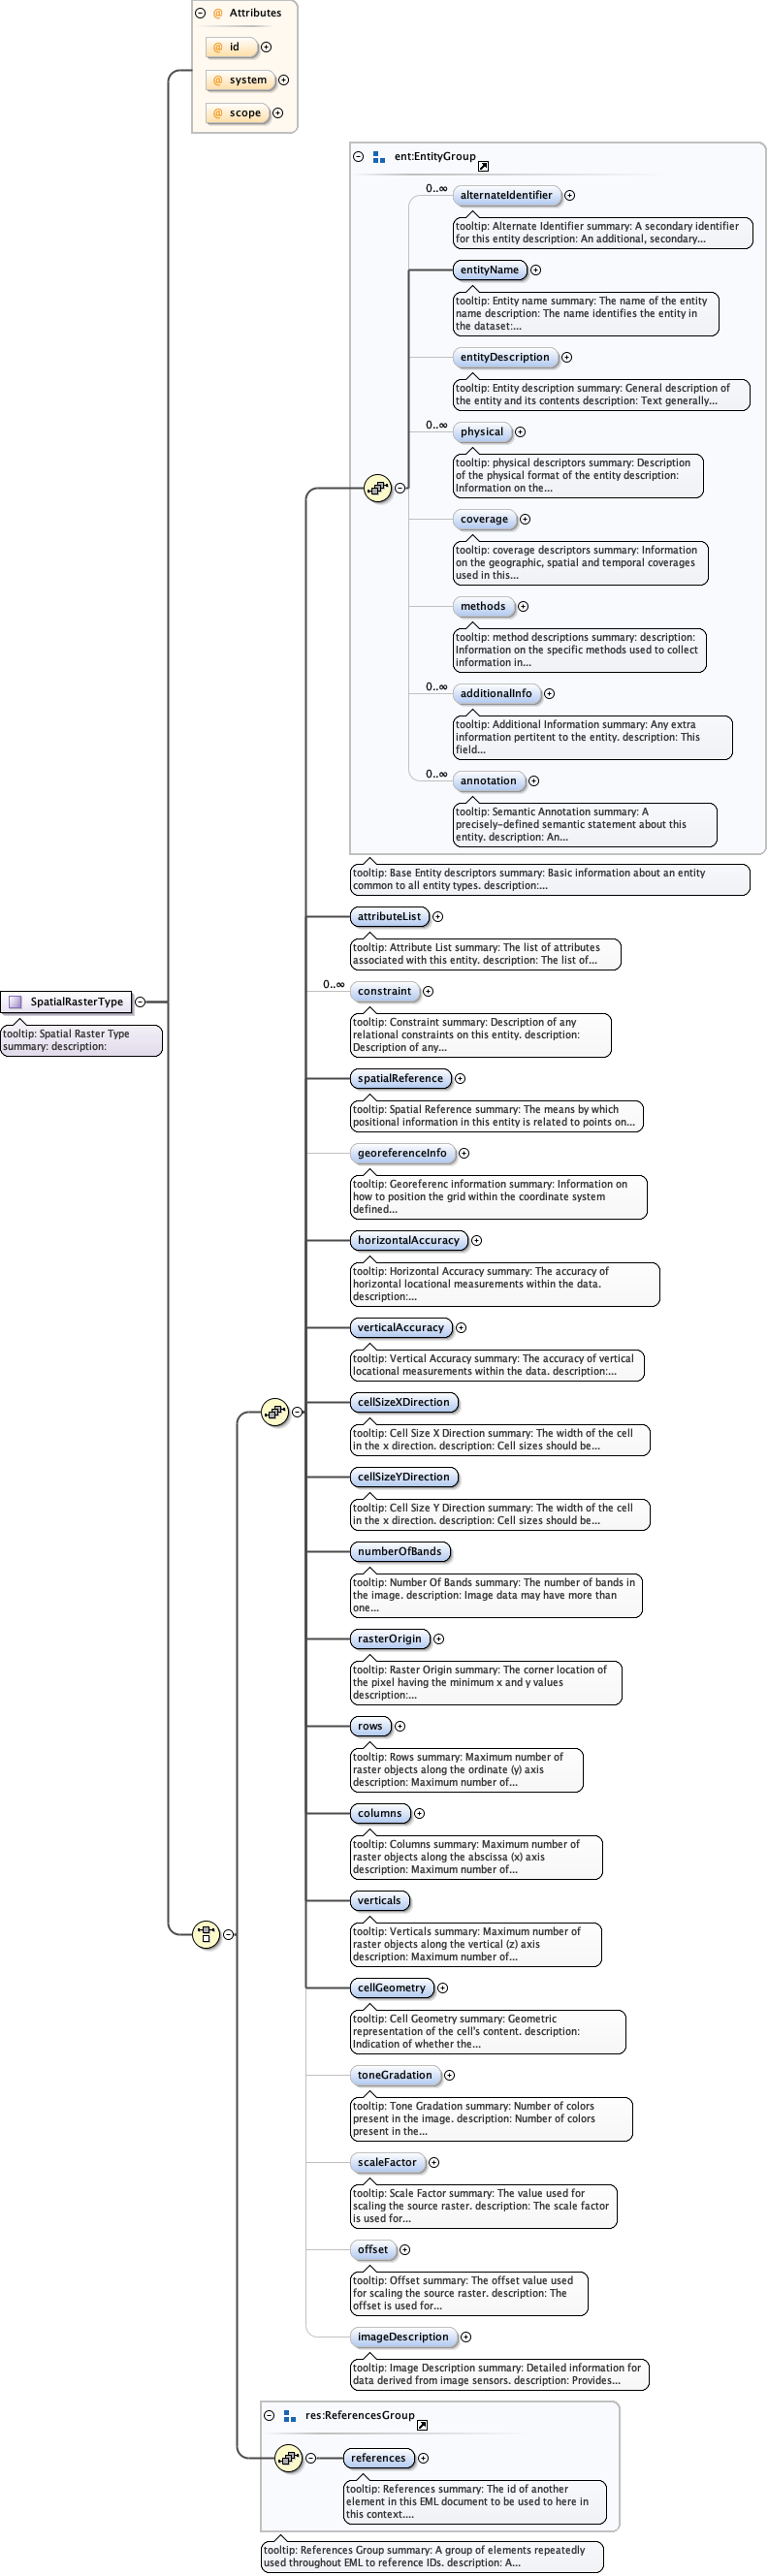 Attributes
@ id
@ system
@ scope
ent:EntityGroup
0..∞
alternateIdentifier
tooltip: Alternate Identifier summary: A secondary identifier
for this entity description: An additional, secondary...
entityName
tooltip: Entity name summary: The name of the entity
name description: The name identifies the entity in
the dataset:...
entityDescription
tooltip: Entity description summary: General description of
the entity and its contents description: Text generally...
0..∞
physical
tooltip: physical descriptors summary: Description
of the physical format of the entity description:
Information on the...
coverage
tooltip: coverage descriptors summary: Information
on the geographic, spatial and temporal coverages
used in this...
methods
tooltip: method descriptions summary: description:
Information on the specific methods used to collect
information in...
0..∞
additionalInfo
tooltip: Additional Information summary: Any extra
information pertitent to the entity. description: This
field...
0..∞
annotation
tooltip: Semantic Annotation summary: A
precisely-defined semantic statement about this
entity. description: An...
tooltip: Base Entity descriptors summary: Basic information about an entity
common to all entity types. description:...
attributeList
tooltip: Attribute List summary: The list of attributes
associated with this entity. description: The list of...
0..∞
constraint
SpatialRasterType
tooltip: Spatial Raster Type
summary: description:
tooltip: Constraint summary: Description of any
relational constraints on this entity. description:
Description of any...
spatialReference
tooltip: Spatial Reference summary: The means by which
positional information in this entity is related to points on...
georeferenceInfo
tooltip: Georeferenc information summary: Information on
how to position the grid within the coordinate system
defined...
horizontalAccuracy
tooltip: Horizontal Accuracy summary: The accuracy of
horizontal locational measurements within the data.
description:...
verticalAccuracy
tooltip: Vertical Accuracy summary: The accuracy of vertical
locational measurements within the data. description:...
cellSizeXDirection
tooltip: Cell Size X Direction summary: The width of the cell
in the x direction. description: Cell sizes should be...
cellSizeYDirection
tooltip: Cell Size Y Direction summary: The width of the cell
in the x direction. description: Cell sizes should be...
numberOfBands
tooltip: Number Of Bands summary: The number of bands in
the image. description: Image data may have more than
one...
rasterOrigin
tooltip: Raster Origin summary: The corner location of
the pixel having the minimum x and y values
description:...
rows
tooltip: Rows summary: Maximum number of
raster objects along the ordinate (y) axis
description: Maximum number of...
columns
tooltip: Columns summary: Maximum number of
raster objects along the abscissa (x) axis
description: Maximum number of...
verticals
tooltip: Verticals summary: Maximum number of
raster objects along the vertical (z) axis
description: Maximum number of...
cellGeometry
tooltip: Cell Geometry summary: Geometric
representation of the cell's content. description:
Indication of whether the...
toneGradation
tooltip: Tone Gradation summary: Number of colors
present in the image. description: Number of colors
present in the...
scaleFactor
tooltip: Scale Factor summary: The value used for
scaling the source raster. description: The scale factor
is used for...
offset
tooltip: Offset summary: The offset value used
for scaling the source raster. description: The
offset is used for...
imageDescription
tooltip: Image Description summary: Detailed information for
data derived from image sensors. description: Provides...
res:ReferencesGroup
references
tooltip: References summary: The id of another
element in this EML document to be used to here in
this context....
tooltip: References Group summary: A group of elements repeatedly
used throughout EML to reference IDs. description: A...